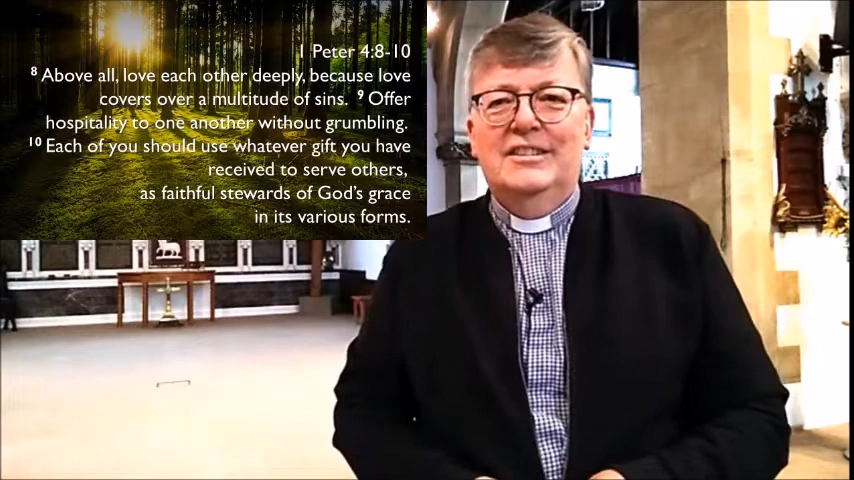 1 Peter 4:8-10
8 Above all, love each other deeply, because love
covers over a multitude of sins. 9 Offer
hospitality to one another without grumbling.
10 Each of you should use whatever gift you have
received to serve others,
as faithful stewards of God's grace
in its various forms.